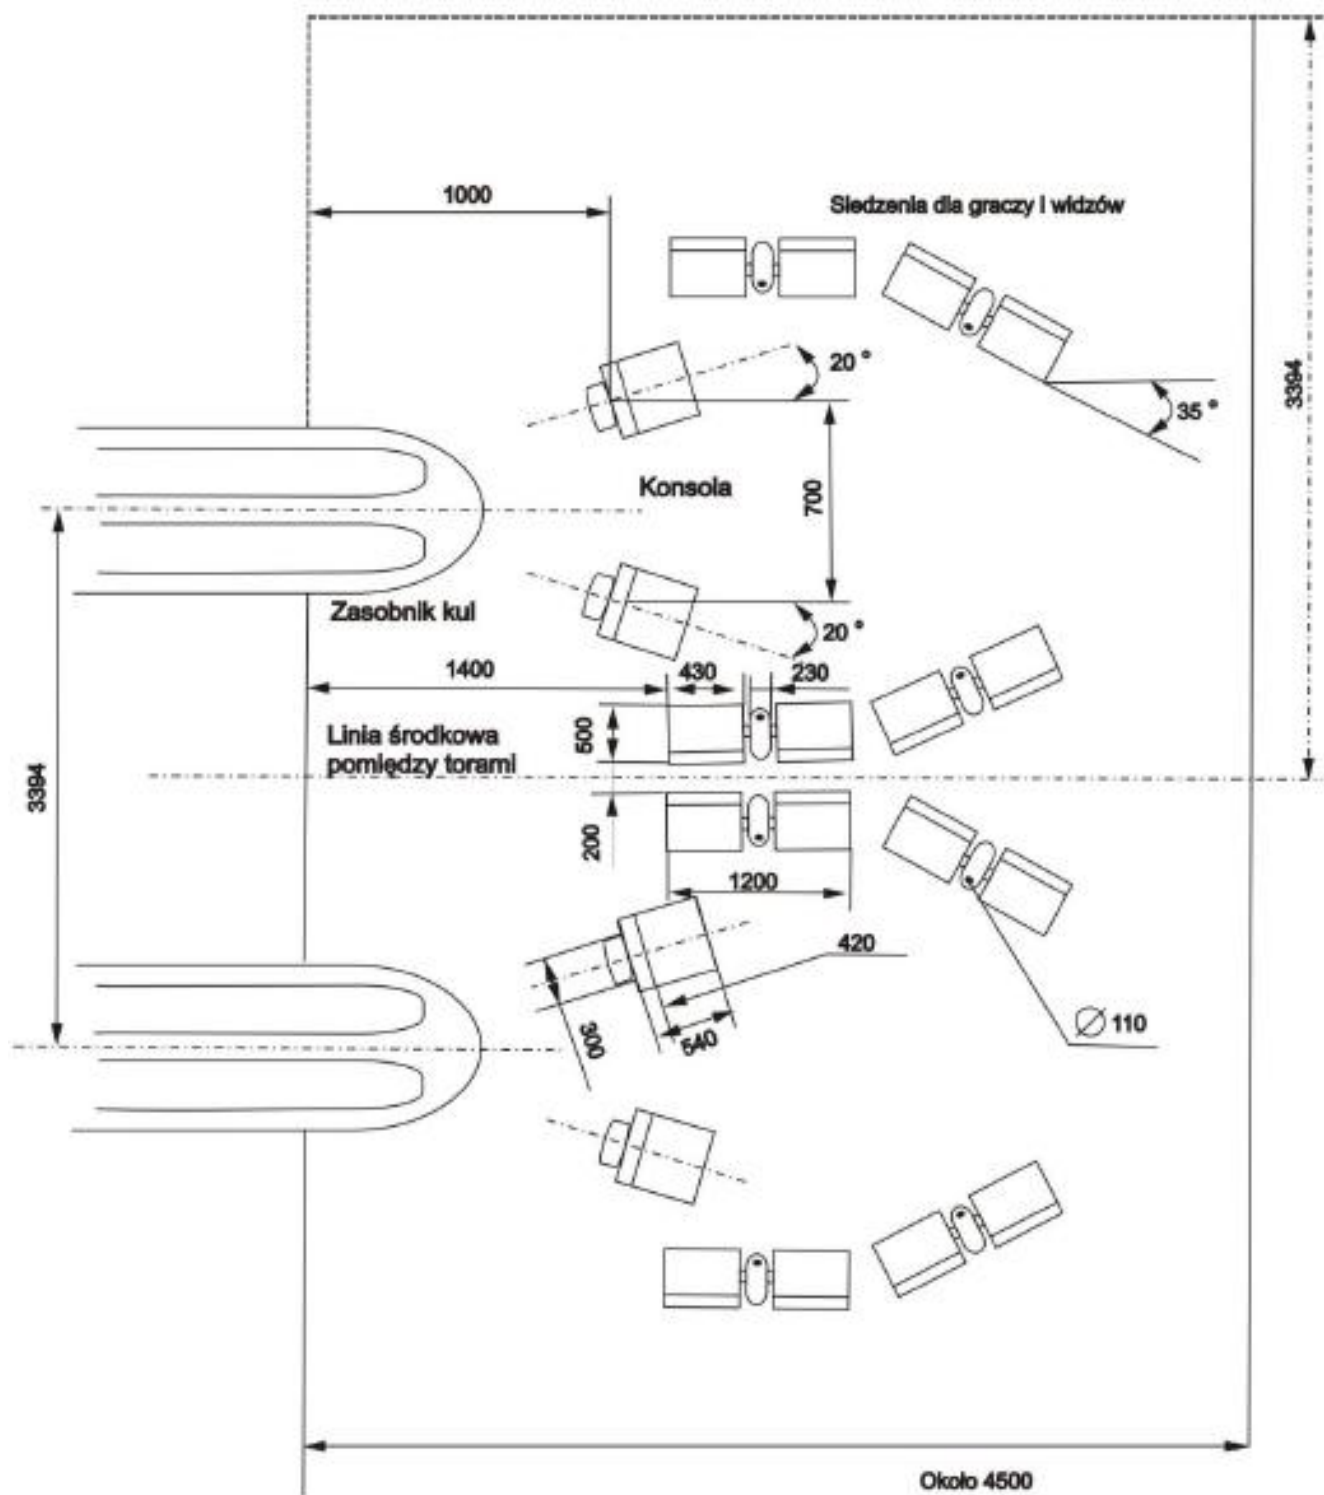 1000
Siedzenia dla graczy i widzów
20 °
35 °
3394
Konsola
700
Zasobnik kul
20 °
1400
430
230
Linia środkowa
pomiędzy torami
500
3394
200
1200
420
300
540
110
Około 4500